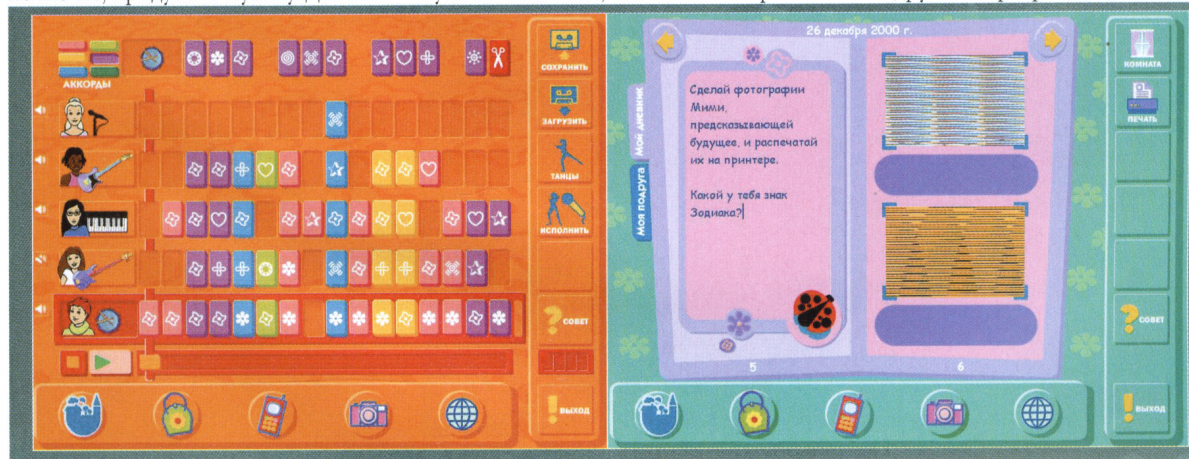 АККОРДЫ
СОХРАНИТЬ
ЗАГРУЗИТЬ
ТАНЦЫ
ИСПОЛНИТЬ
СОВЕТ
ВЫХОД
26 декабря 2000 г.
Мой дневник
Моя подруга
Сделай фотографии
Мими,
предсказывающей
будущее, и распечатай
их на принтере.
Какой у тебя знак
Зодиака?
5
6
КОМНАТА
ПЕЧАТЬ
СОВЕТ
ВЫХОД